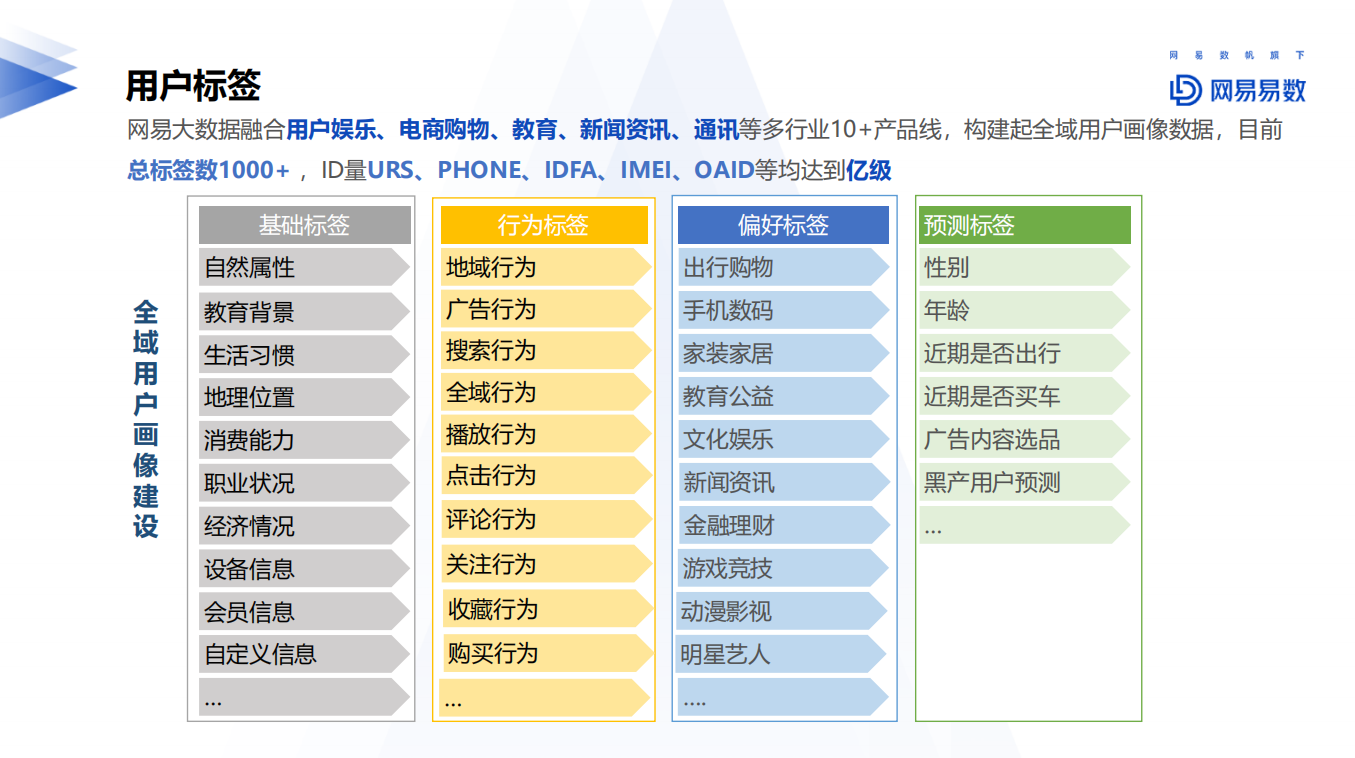 网易数帆旗下
网易易数
用户标签
网易大数据融合用户娱乐、电商购物、教育、新闻资讯、通讯等多行业10+产品线，构建起全域用户画像数据，目前
总标签数1000+ ，ID量URS、PHONE、IDFA、IMEI、OAID等均达到亿级
全域用户画像建设
基础标签
自然属性
教育背景
生活习惯
地理位置
消费能力
职业状况
经济情况
设备信息
会员信息
自定义信息
...
行为标签
地域行为
广告行为
搜索行为
全域行为
播放行为
点击行为
评论行为
关注行为
收藏行为
购买行为
...
偏好标签
出行购物
手机数码
家装家居
教育公益
文化娱乐
新闻资讯
金融理财
游戏竞技
动漫影视
明星艺人
....
预测标签
性别
年龄
近期是否出行
近期是否买车
广告内容选品
黑产用户预测
...